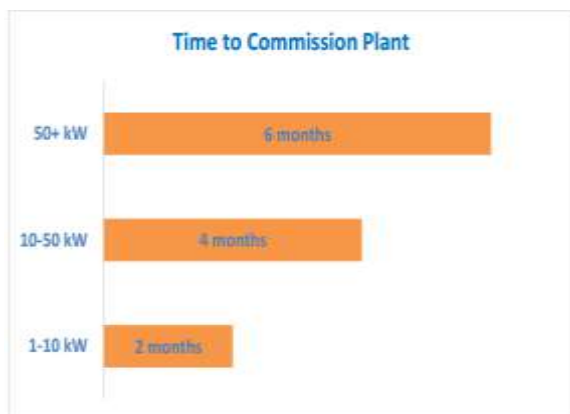 Time to Commission Plant
50+ kW
6 months
10-50 kW
4 months
1-10 kW
2 months